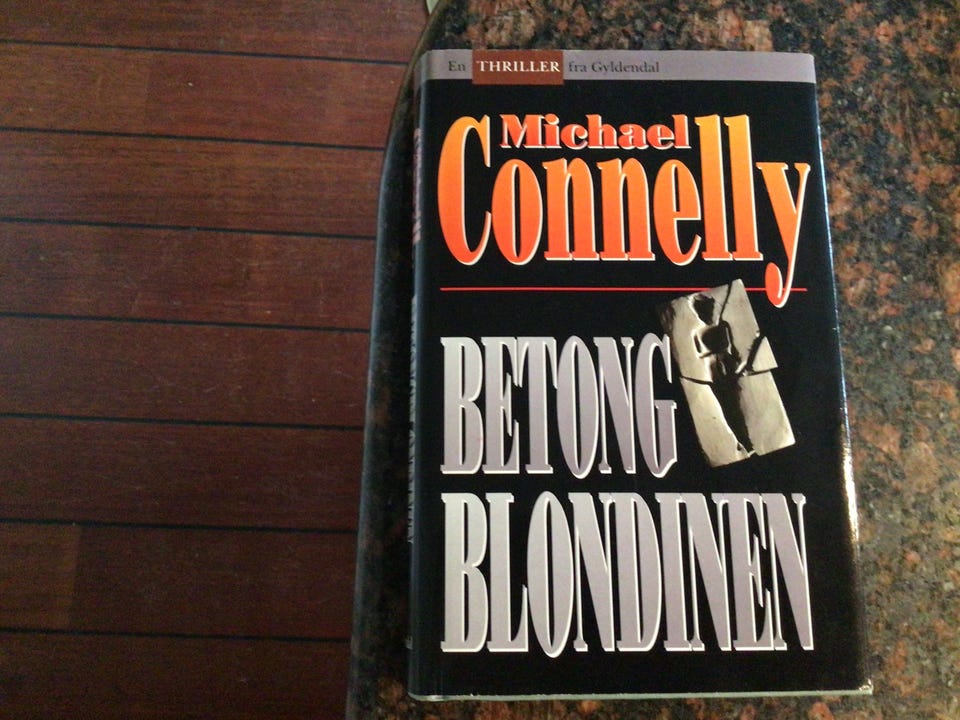 En THRILLER fra Gyldendal
Michael
Connelly
BETONG
BLONDINEN